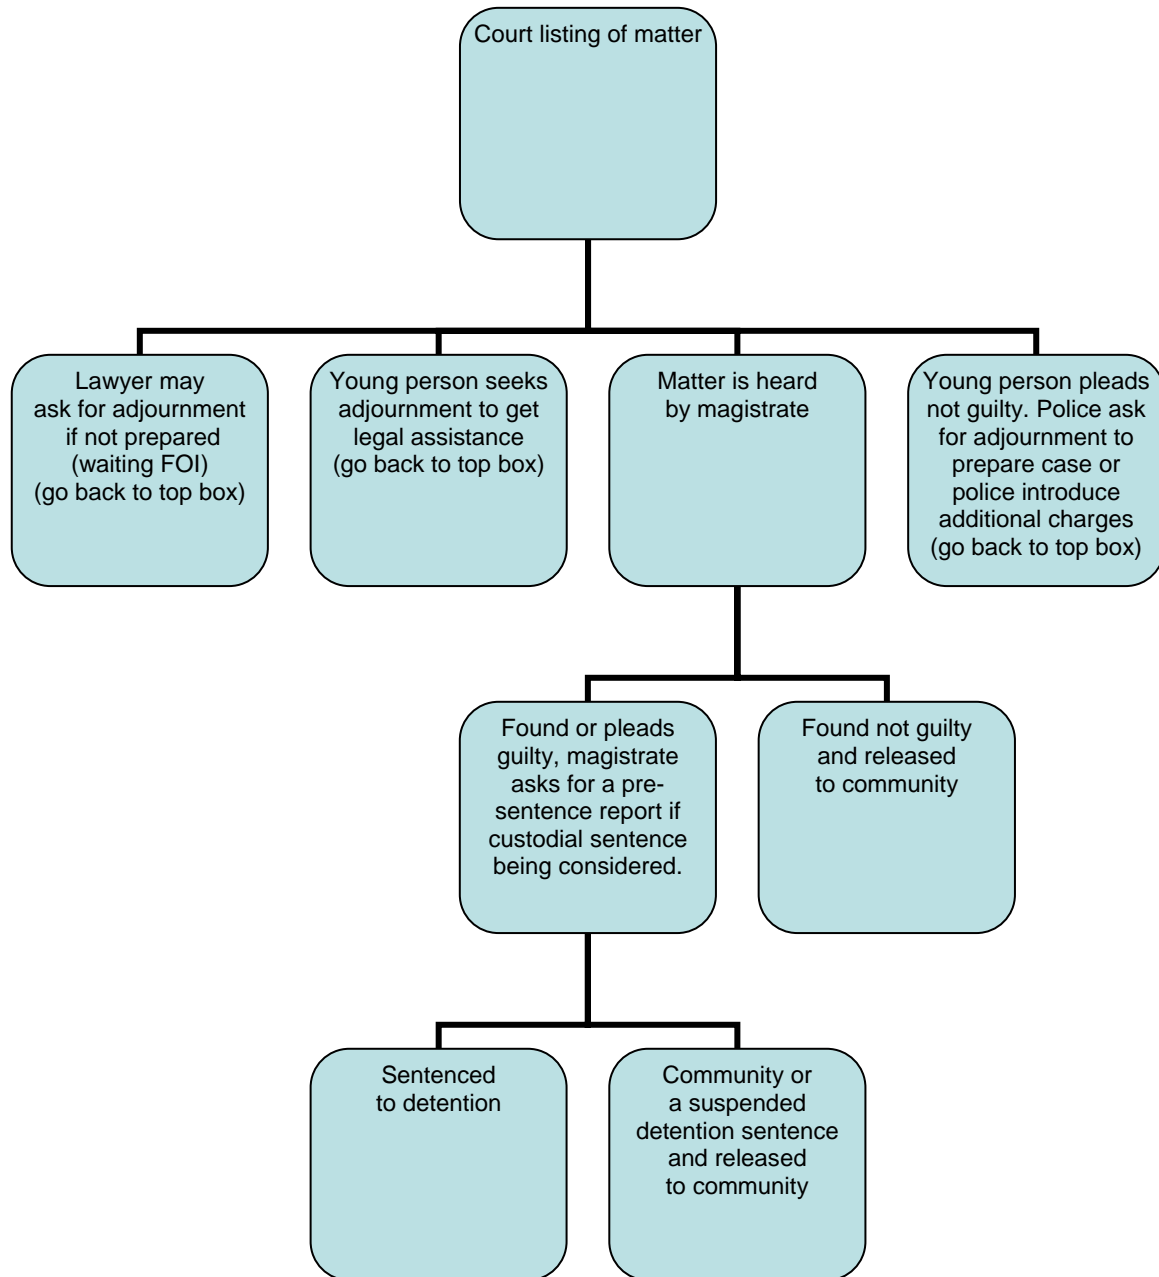 Court listing of matter
Lawyer may
ask for adjournment
if not prepared
(waiting FOI)
(go back to top box)
Young person seeks
adjournment to get
legal assistance
(go back to top box)
Matter is heard
by magistrate
Young person pleads
not guilty. Police ask
for adjournment to
prepare case or
police introduce
additional charges
(go back to top box)
Found or pleads
guilty, magistrate
asks for a pre-
sentence report if
custodial sentence
being considered.
Found not guilty
and released
to community
Sentenced
to detention
Community or
a suspended
detention sentence
and released
to community